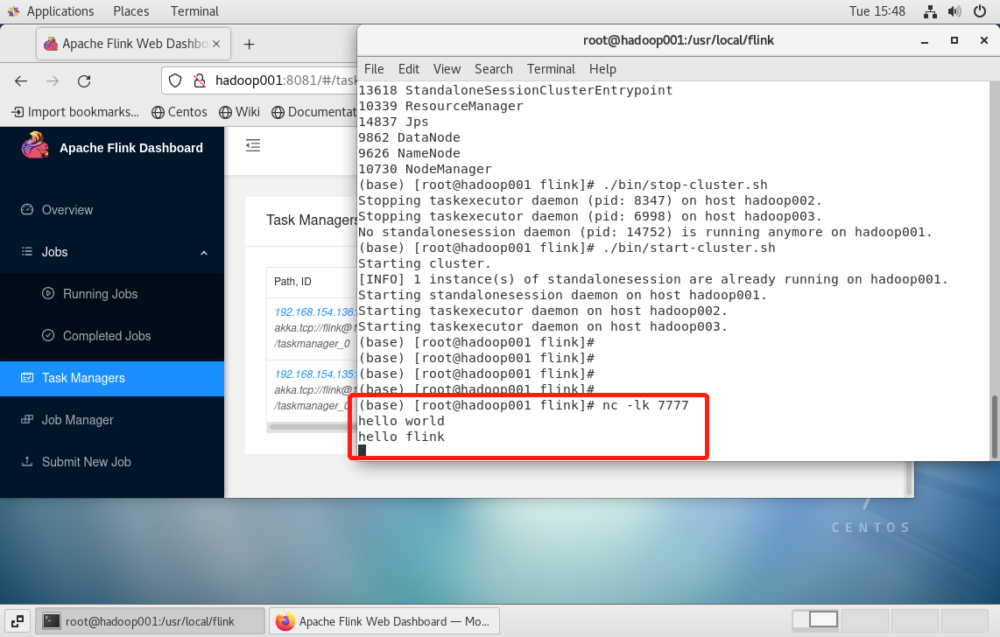 Applications Places Terminal Tue 15:48
Apache Flink Web Dashbo
hadoop001:8081/#/task
Import bookmarks... Centos Wiki Documentat
Apache Flink Dashboard
Overview
Jobs
Running Jobs
Completed Jobs
Task Managers
Job Manager
Submit New Job
Task Managers
Path, ID
192.168.154.136:
akka.tcp://flink@1
/taskmanager_0
192.168.154.135:
akka.tcp://flink@
/taskmanager_0
root@hadoop001:/usr/local/flink
File Edit View Search Terminal Help
13618 StandaloneSessionClusterEntrypoint
10339 ResourceManager
14837 Jps
9862 DataNode
9626 NameNode
10730 NodeManager
(base) [root@hadoop001 flink]# ./bin/stop-cluster.sh
Stopping taskexecutor daemon (pid: 8347) on host hadoop002.
Stopping taskexecutor daemon (pid: 6998) on host hadoop003.
No standalonesession daemon (pid: 14752) is running anymore on hadoop001.
(base) [root@hadoop001 flink]# ./bin/start-cluster.sh
Starting cluster.
[INFO] 1 instance(s) of standalonesession are already running on hadoop001.
Starting standalonesession daemon on host hadoop001.
Starting taskexecutor daemon on host hadoop002.
Starting taskexecutor daemon on host hadoop003.
(base) [root@hadoop001 flink]#
(base) [root@hadoop001 flink]#
(base) [root@hadoop001 flink]#
(base) [root@hadoop001 flink]#
(base) [root@hadoop001 flink]# nc -lk 7777
hello world
hello flink
CENTOS
root@hadoop001:/usr/local/flink
Apache Flink Web Dashboard — Mo...